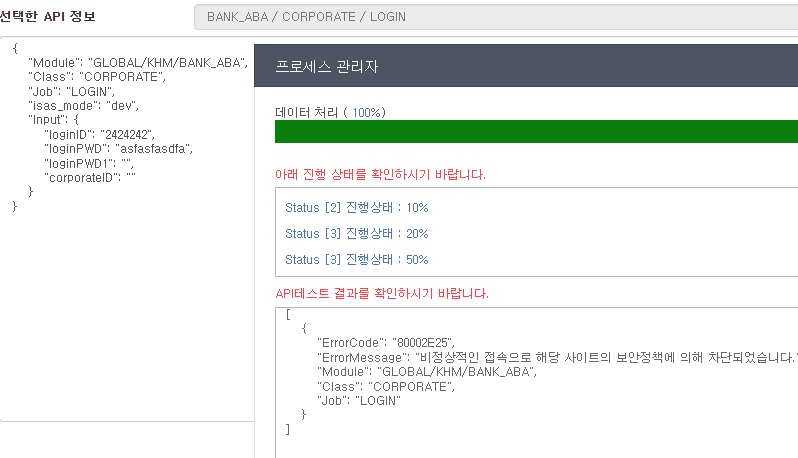 선택한 API 정보
BANK_ABA / CORPORATE / LOGIN
{
"Module": "GLOBAL/KHM/BANK_ABA",
"Class": "CORPORATE",
"Job": "LOGIN",
"isas_mode": "dev",
"Input": {
"loginID": "2424242",
"loginPWD": "asfasfasdfa",
"loginPWD1": "",
"corporateID": ""
}
}
프로세스 관리자
데이터 처리 ( 100%)
아래 진행 상태를 확인하시기 바랍니다.
Status [2] 진행상태 : 10%
Status [3] 진행상태 : 20%
Status [3] 진행상태 : 50%
API테스트 결과를 확인하시기 바랍니다.
[
{
"ErrorCode": "80002E25",
"ErrorMessage": "비정상적인 접속으로 해당 사이트의 보안정책에 의해 차단되었습니다."
"Module": "GLOBAL/KHM/BANK_ABA",
"Class": "CORPORATE",
"Job": "LOGIN"
}
]